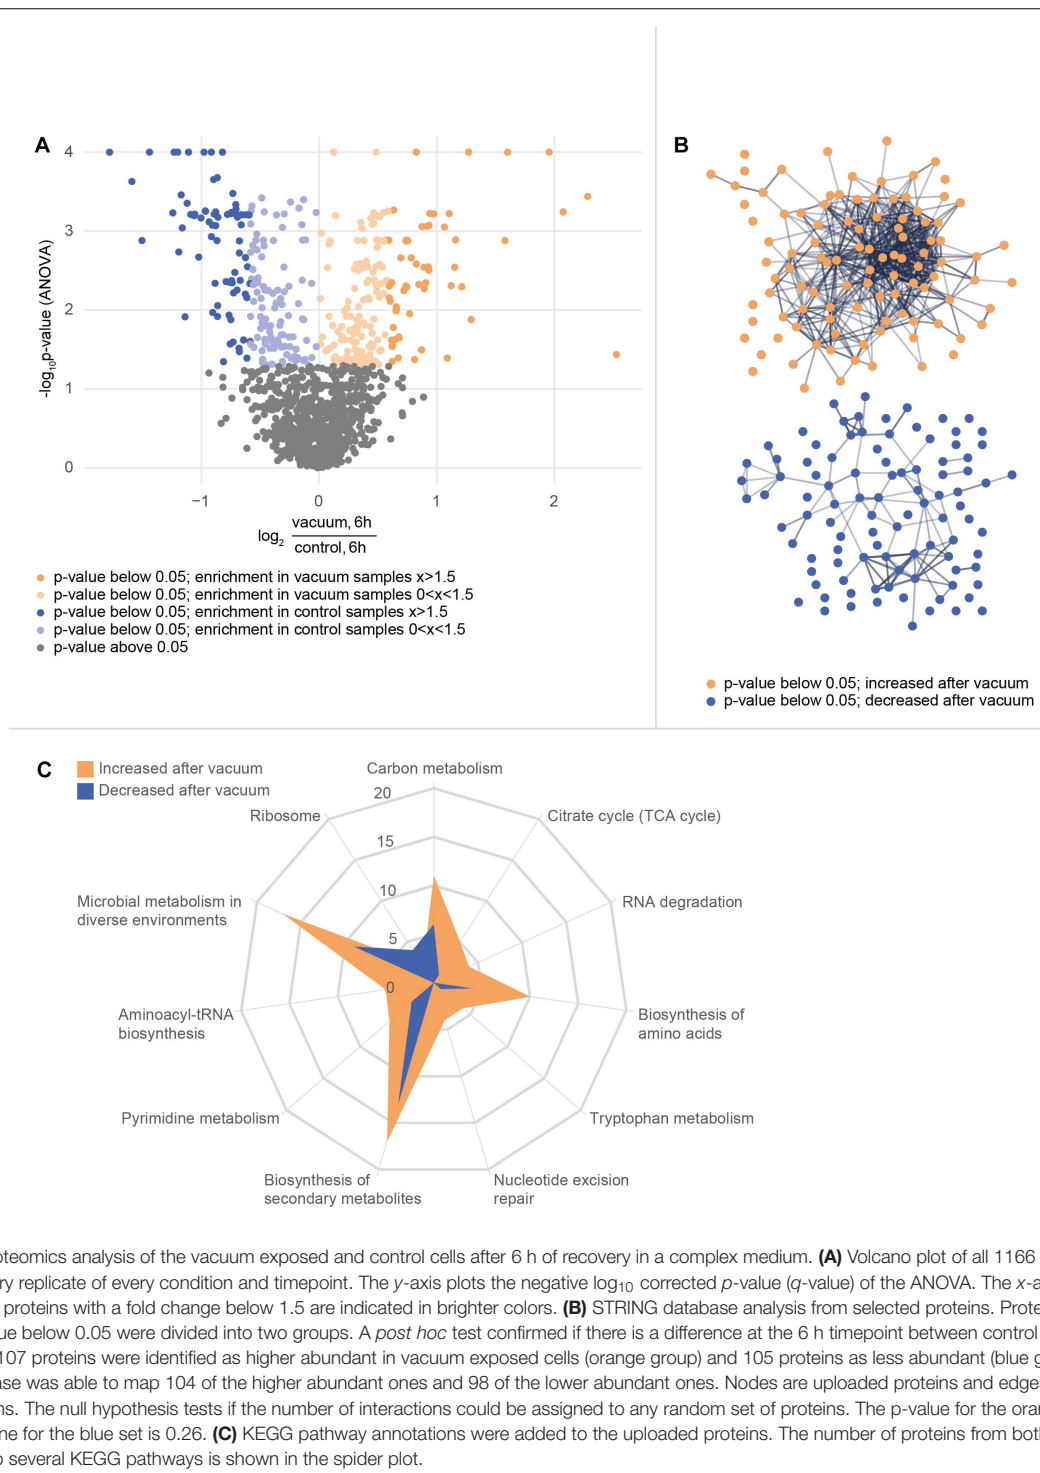 A
B
4
3
2
1
0
-log10p-value (ANOVA)
−1
0
1
2
log2 vacuum, 6h
control, 6h
p-value below 0.05; enrichment in vacuum samples x>1.5
p-value below 0.05; enrichment in vacuum samples 0<x<1.5
p-value below 0.05; enrichment in control samples x>1.5
p-value below 0.05; enrichment in control samples 0<x<1.5
p-value above 0.05
p-value below 0.05; increased after vacuum
p-value below 0.05; decreased after vacuum
C
Increased after vacuum
Decreased after vacuum
Carbon metabolism
20
Ribosome
Citrate cycle (TCA cycle)
15
10
Microbial metabolism in
diverse environments
RNA degradation
5
0
Aminoacyl-tRNA
biosynthesis
Biosynthesis of
amino acids
Pyrimidine metabolism
Tryptophan metabolism
Biosynthesis of
secondary metabolites
Nucleotide excision
repair
oteomics analysis of the vacuum exposed and control cells after 6 h of recovery in a complex medium. (A) Volcano plot of all 1166
ry replicate of every condition and timepoint. The y-axis plots the negative log10 corrected p-value (q-value) of the ANOVA. The x-a
proteins with a fold change below 1.5 are indicated in brighter colors. (B) STRING database analysis from selected proteins. Prote
ue below 0.05 were divided into two groups. A post hoc test confirmed if there is a difference at the 6 h timepoint between control
107 proteins were identified as higher abundant in vacuum exposed cells (orange group) and 105 proteins as less abundant (blue g
ase was able to map 104 of the higher abundant ones and 98 of the lower abundant ones. Nodes are uploaded proteins and edges
ns. The null hypothesis tests if the number of interactions could be assigned to any random set of proteins. The p-value for the oran
ne for the blue set is 0.26. (C) KEGG pathway annotations were added to the uploaded proteins. The number of proteins from both
o several KEGG pathways is shown in the spider plot.